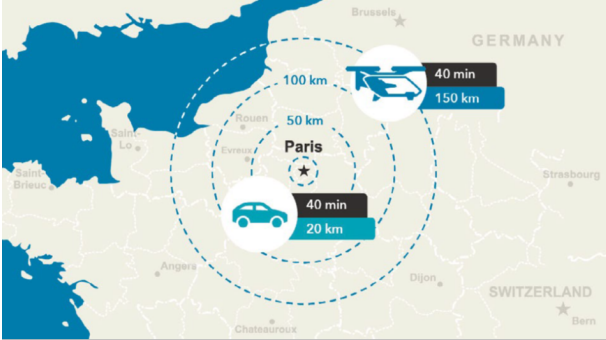 Brussels
GERMANY
40 min
150 km
100 km
50 km
Rouen
Saint-
Lo
Evreux
Paris
Saint-
Brieuc
Strasbourg
40 min
20 km
Angers
Dijon
SWITZERLAND
Bern
Chateauroux